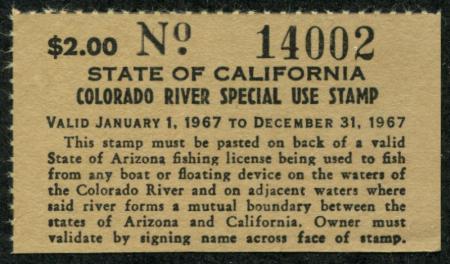 $2.00 No. 14002
STATE OF CALIFORNIA
COLORADO RIVER SPECIAL USE STAMP
VALID JANUARY 1, 1967 TO DECEMBER 31, 1967
This stamp must be pasted on back of a valid
State of Arizona fishing license being used to fish
from any boat or floating device on the waters of
the Colorado River and on adjacent waters where
said river forms a mutual boundary between the
states of Arizona and California. Owner must
validate by signing name across face of stamp.